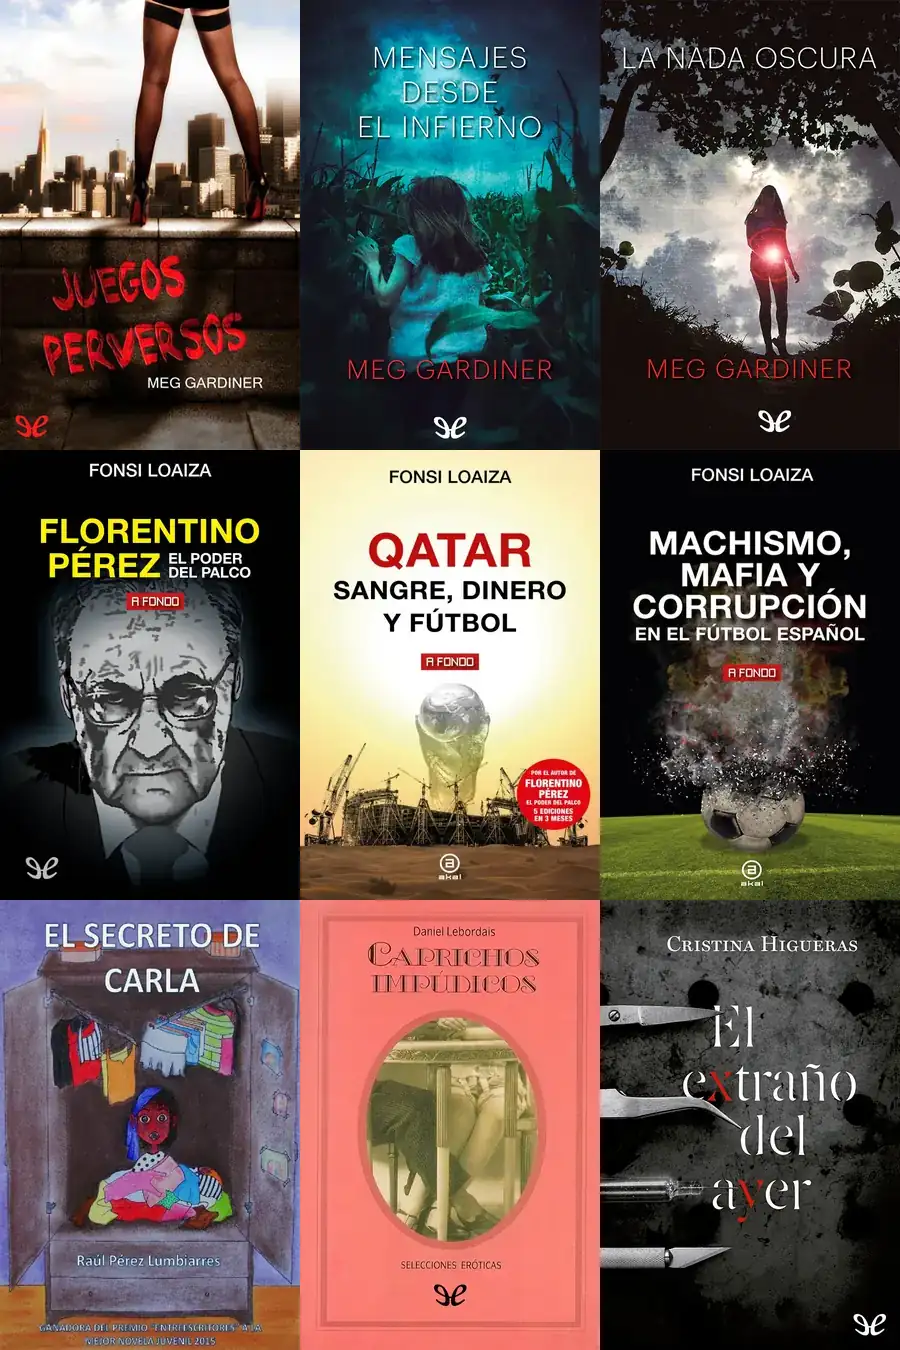 JUEGOS
PERVERSOS
MEG GARDINER
MENSAJES
DESDE
EL INFIERNO
MEG GARDINER
LA NADA OSCURA
MEG GARDINER
FONSI LOAIZA
FLORENTINO
PÉREZ EL PODER
DEL PALCO
A FONDO
FONSI LOAIZA
QATAR
SANGRE, DINERO
Y FÚTBOL
A FONDO
POR EL AUTOR DE
FLORENTINO
PÉREZ
EL PODER DEL PALCO
5 EDICIONES
EN 3 MESES
akal
FONSI LOAIZA
MACHISMO,
MAFIA Y
CORRUPCIÓN
EN EL FÚTBOL ESPAÑOL
A FONDO
akal
EL SECRETO DE
CARLA
Raúl Pérez Lumbiarres
GANADORA DEL PREMIO "ENTREESCRITORES" A LA
MEJOR NOVELA JUVENIL 2015
Daniel Lebordais
CAPRICHOS
IMPÚDICOS
SELECCIONES ERÓTICAS
CRISTINA HIGUERAS
El
extraño
del
ayer